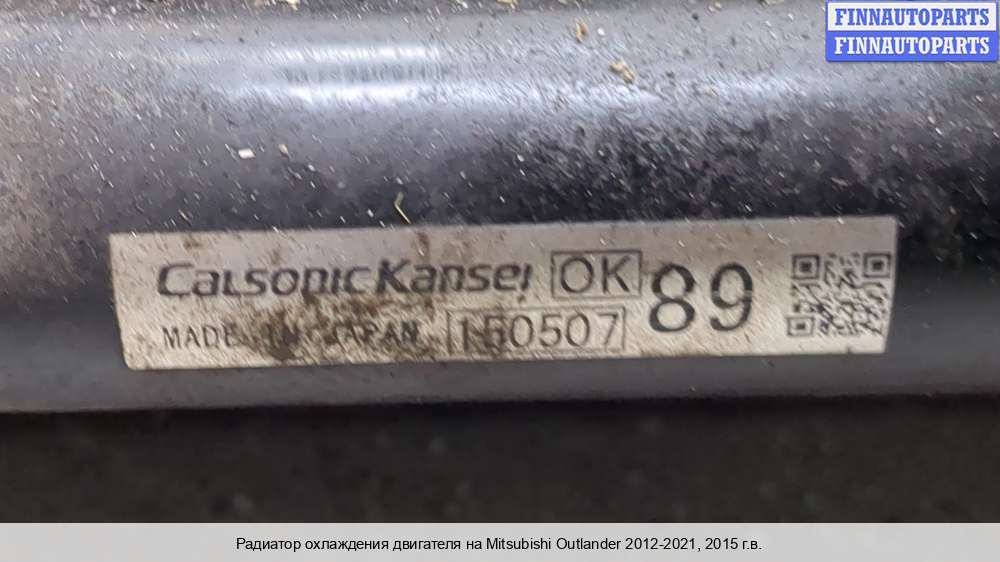 FINNAUTOPARTS
FINNAUTOPARTS
CalsonicKansei OK 89
MADE IN JAPAN 150507
Радиатор охлаждения двигателя на Mitsubishi Outlander 2012-2021, 2015 г.в.